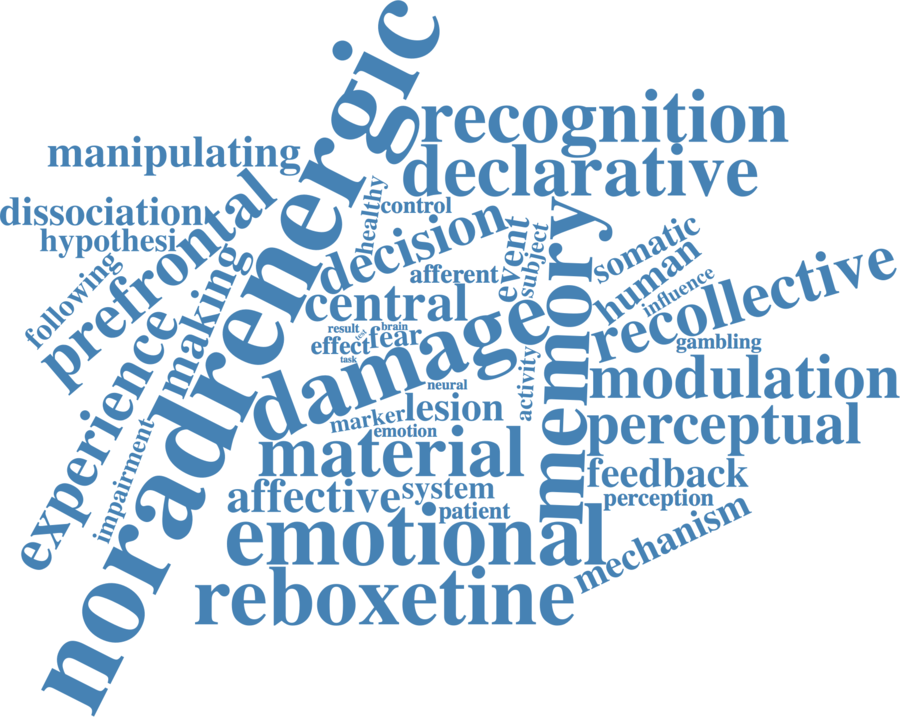 noradrenergic
recognition
declarative
manipulating
dissociation
hypothesi
prefrontal
healthy
control
decision
event
subject
memory
somatic
human
influence
recollective
gambling
following
making
afferent
central
result
text
brain
fear
effect
task
damage
neural
activity
modulation
experience
impairment
marker
lesion
emotion
perceptual
material
feedback
affective
system
perception
patient
emotional
mechanism
reboxetine